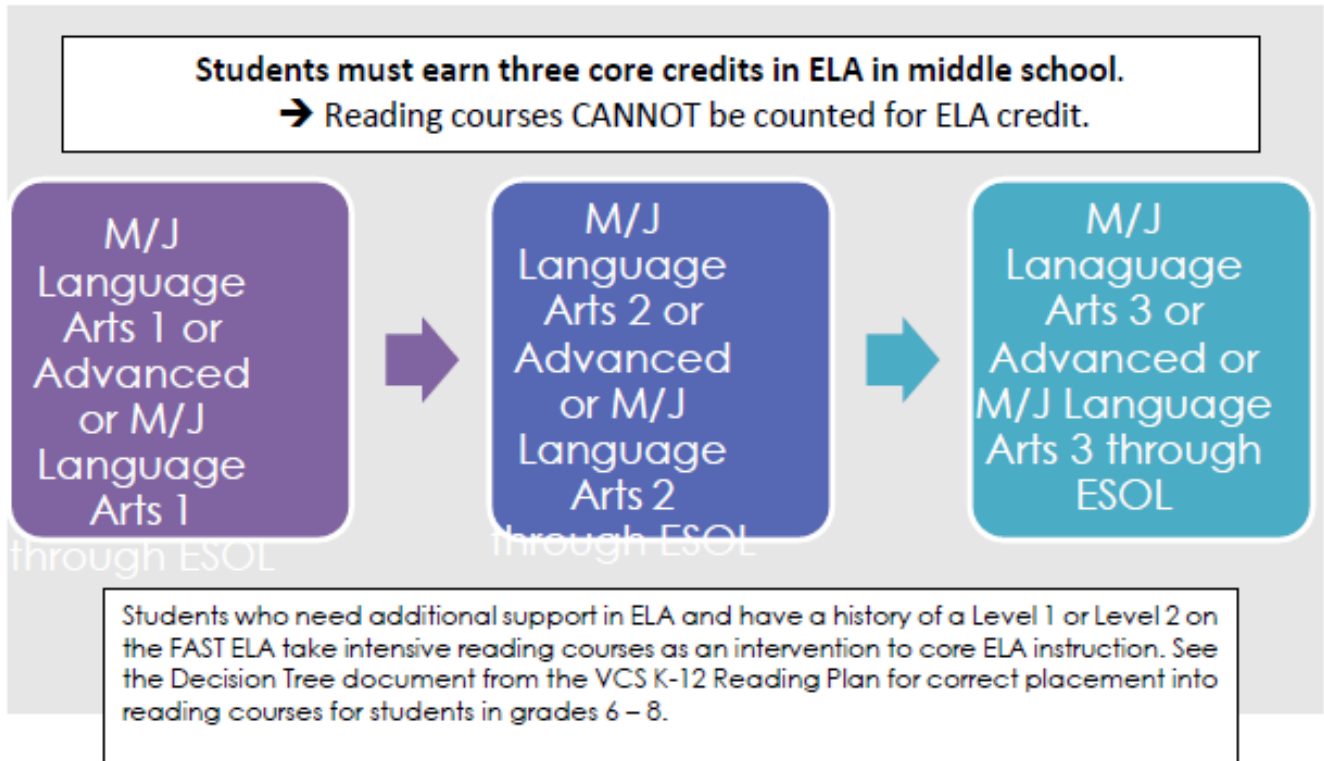 Students must earn three core credits in ELA in middle school.
➔ Reading courses CANNOT be counted for ELA credit.
M/J
Language
Arts 1 or
Advanced
or M/J
Language
Arts 1
through ESOL
M/J
Language
Arts 2 or
Advanced
or M/J
Language
Arts 2
through ESOL
M/J
Lanaguage
Arts 3 or
Advanced or
M/J Language
Arts 3 through
ESOL
Students who need additional support in ELA and have a history of a Level 1 or Level 2 on
the FAST ELA take intensive reading courses as an intervention to core ELA instruction. See
the Decision Tree document from the VCS K-12 Reading Plan for correct placement into
reading courses for students in grades 6 – 8.